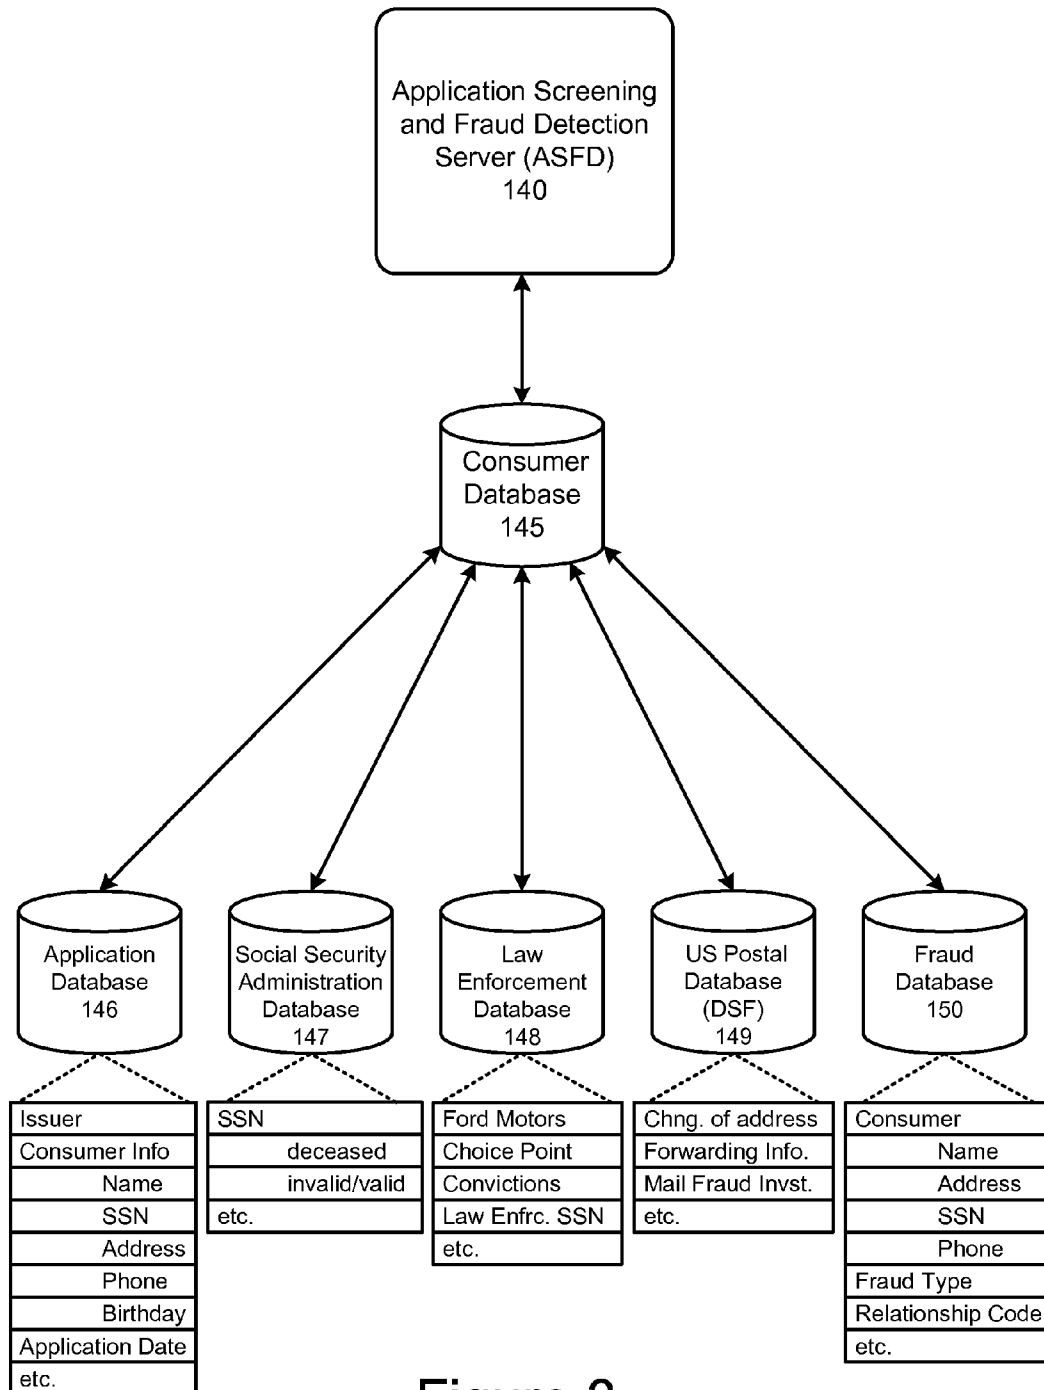 Application Screening
and Fraud Detection
Server (ASFD)
140
Consumer
Database
145
Application
Database
146
Social Security
Administration
Database
147
Law
Enforcement
Database
148
US Postal
Database
(DSF)
149
Fraud
Database
150
Issuer
Consumer Info
Name
SSN
Address
Phone
Birthday
Application Date
etc.
SSN
deceased
invalid/valid
etc.
Ford Motors
Choice Point
Convictions
Law Enfrc. SSN
etc.
Chng. of address
Forwarding Info.
Mail Fraud Invst.
etc.
Consumer
Name
Address
SSN
Phone
Fraud Type
Relationship Code
etc.
Figure